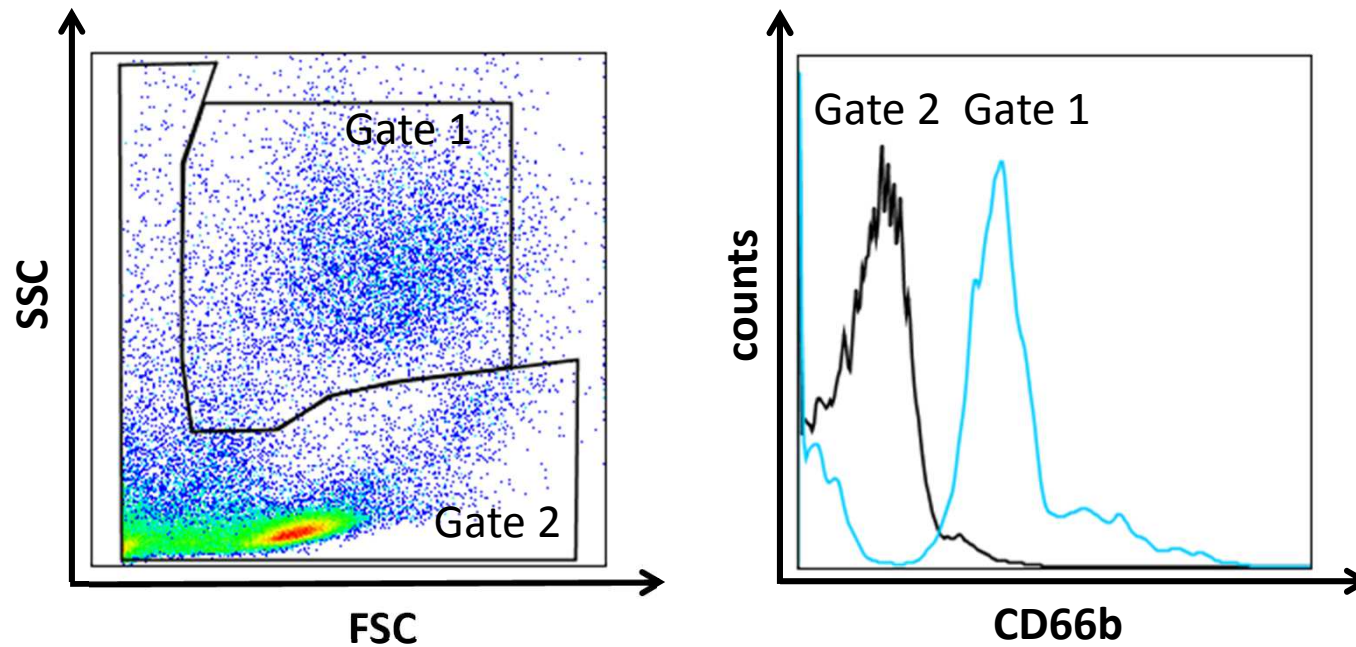 SSC
Gate 1
Gate 2
FSC
counts
Gate 2 Gate 1
CD66b